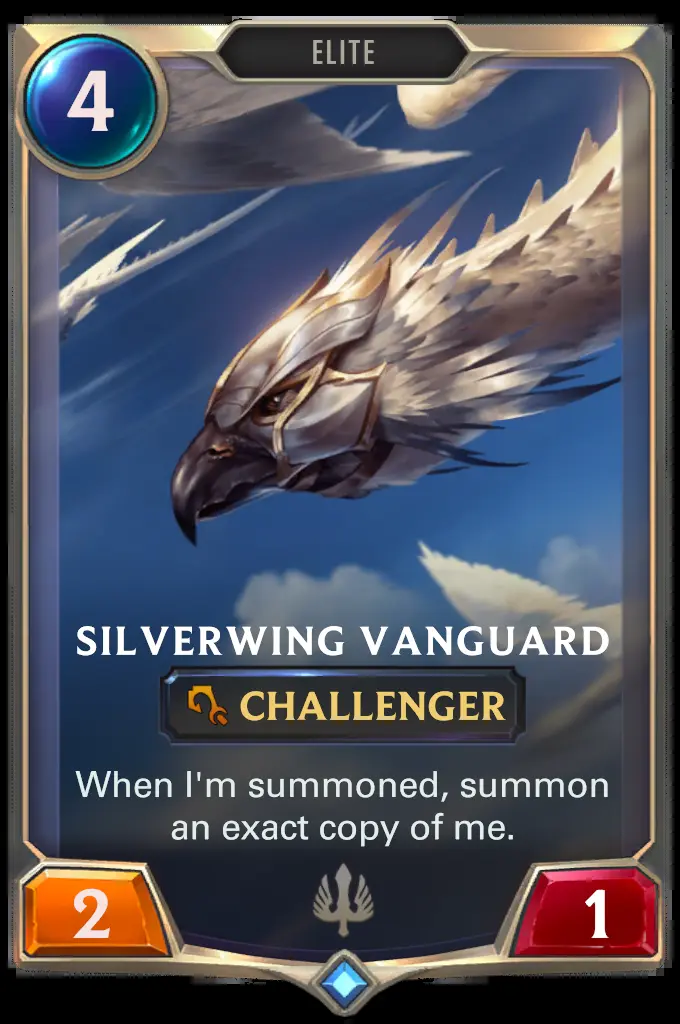 ELITE
4
SILVERWING VANGUARD
CHALLENGER
When I'm summoned, summon
an exact copy of me.
2
1